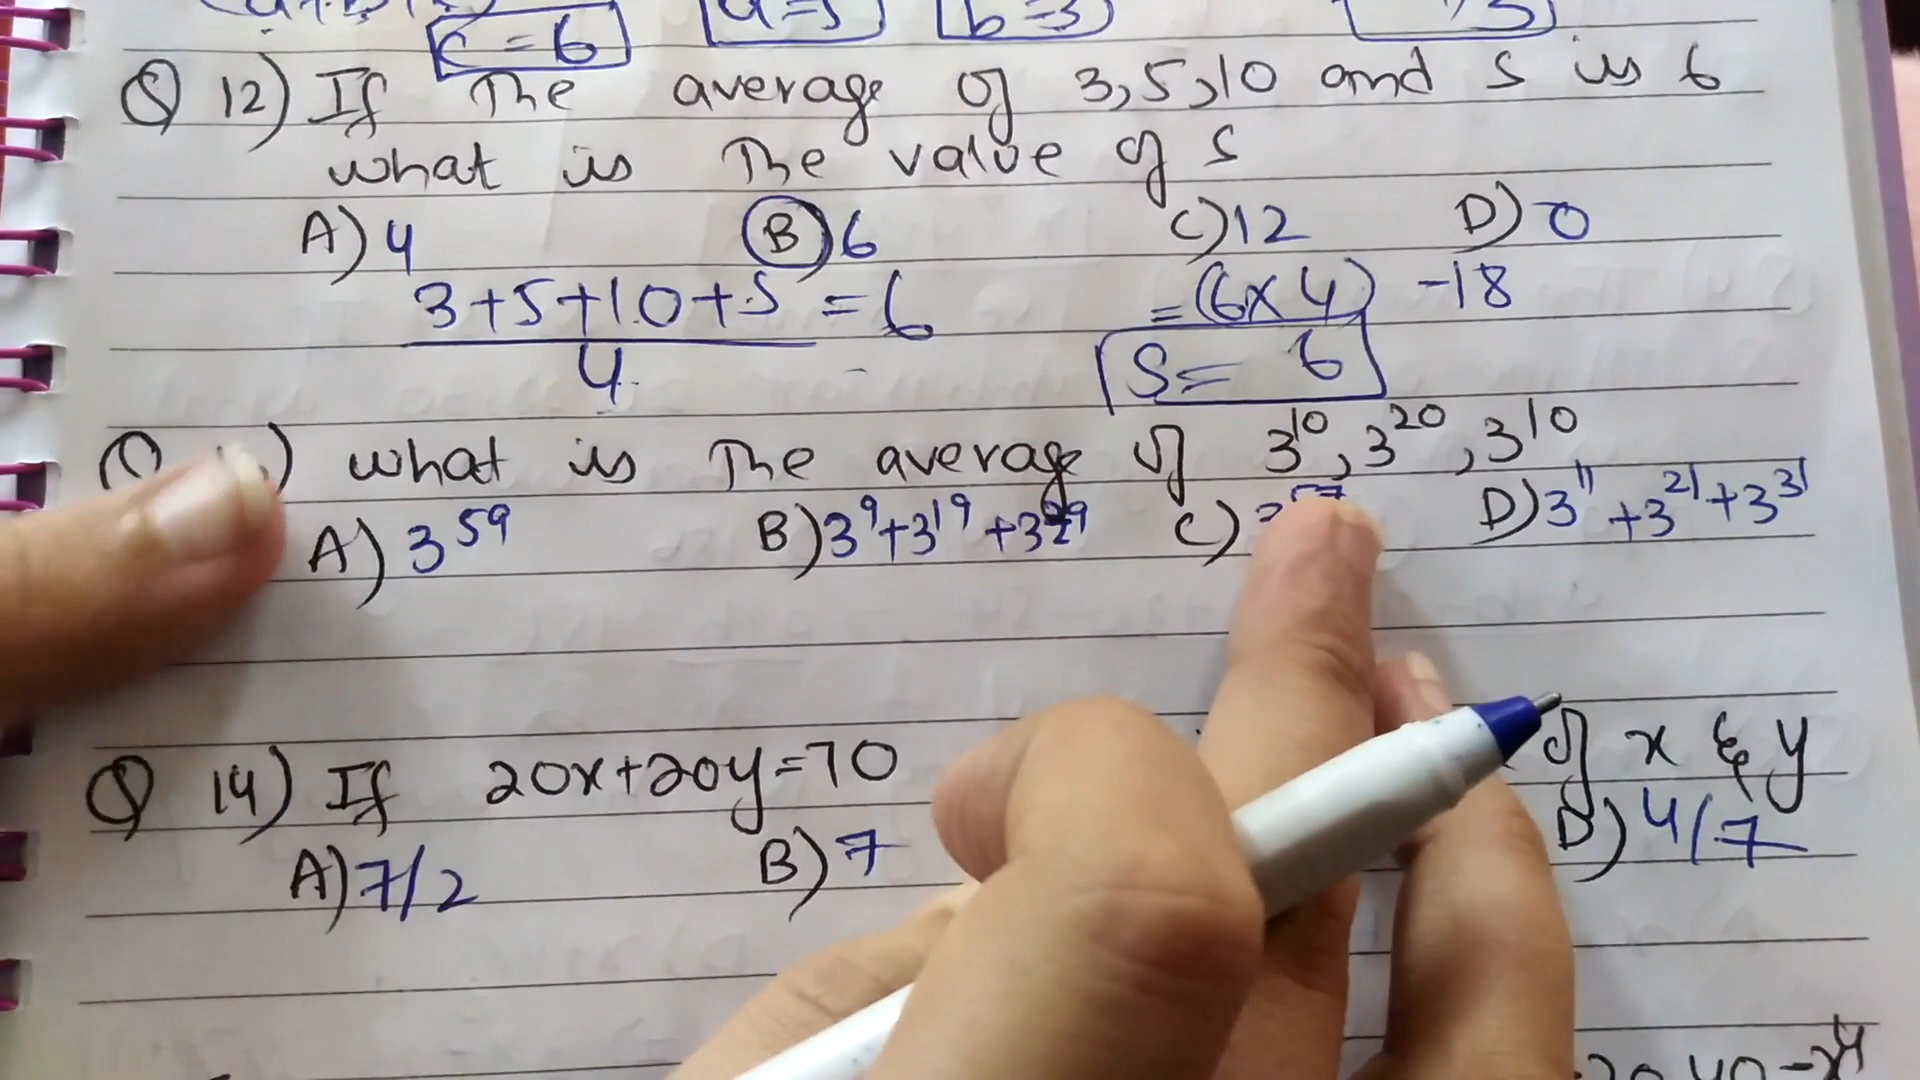 C = 6 a=5 b=3
Q 12) If The average of 3,5,10 and s is 6
what is The value of s
A) 4 B) 6 C) 12 D) 0
3+5+10+s = 6 = (6x4) -18
4 S= 6
what is The average of 3^10, 3^20, 3^10
A) 3^59 B) 3^9+3^19+3^29 C) D) 3^11+3^21+3^31
Q 14) If 20x+20y=70 of x & y
A) 7/2 B) 7 D) 4/7